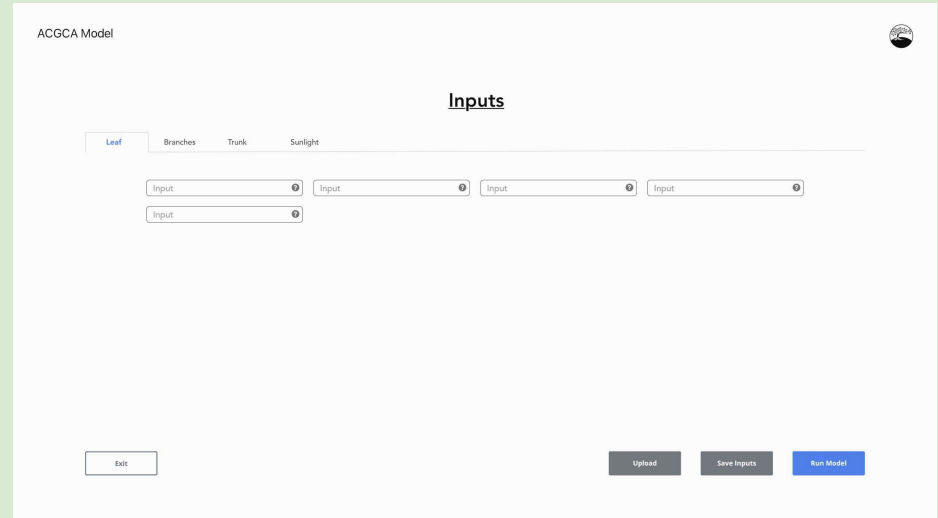 ACGCA Model
Inputs
Leaf Branches Trunk Sunlight
Input Input Input Input
Input
Exit Upload Save Inputs Run Model